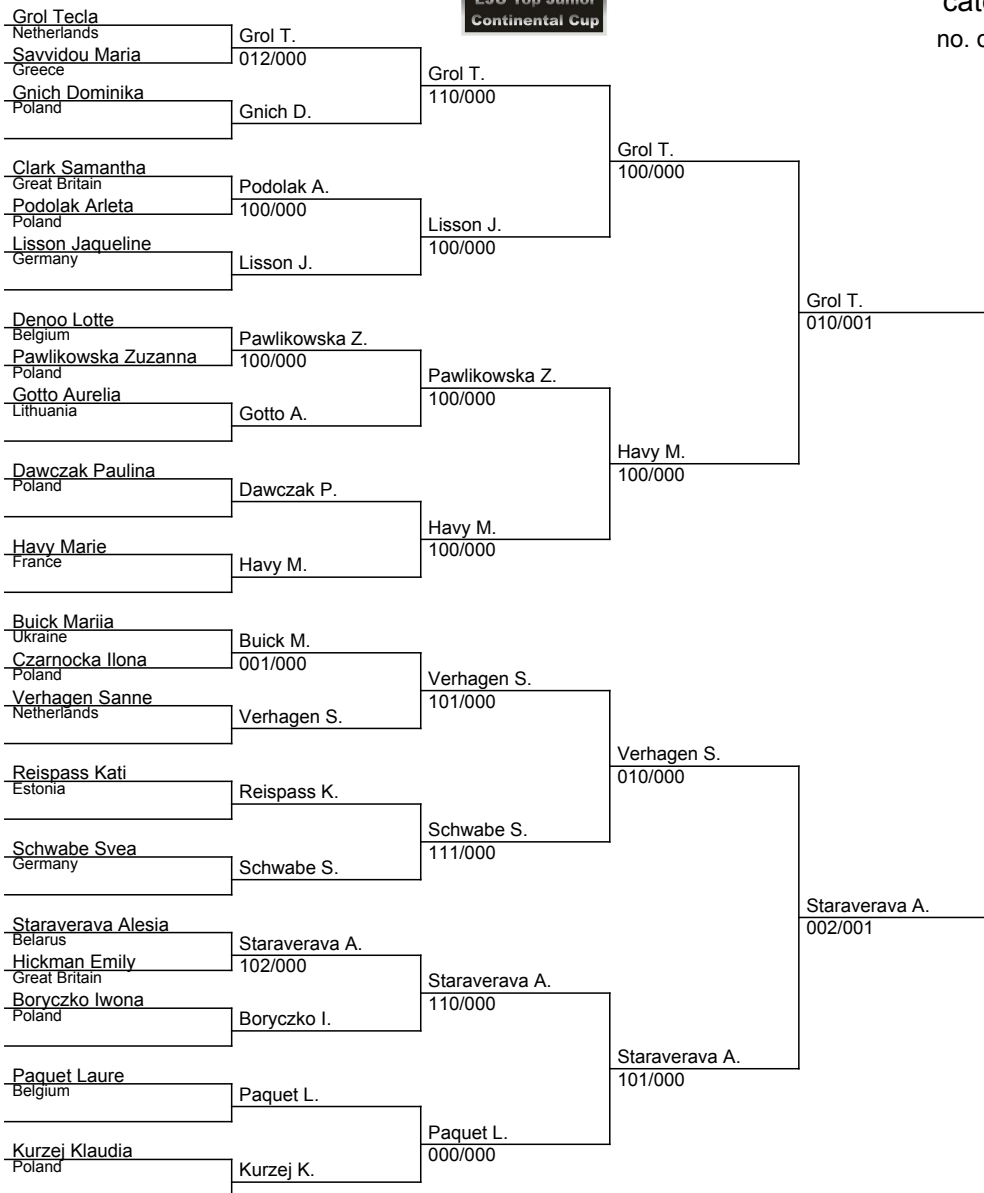 EJU Top Junior
Continental Cup
Grol Tecla
Netherlands
Savvidou Maria
Greece
Gnich Dominika
Poland
Clark Samantha
Great Britain
Podolak Arleta
Poland
Lisson Jaqueline
Germany
Denoo Lotte
Belgium
Pawlikowska Zuzanna
Poland
Gotto Aurelia
Lithuania
Dawczak Paulina
Poland
Havy Marie
France
Buick Mariia
Ukraine
Czarnocka Ilona
Poland
Verhagen Sanne
Netherlands
Reispass Kati
Estonia
Schwabe Svea
Germany
Staraverava Alesia
Belarus
Hickman Emily
Great Britain
Boryczko Iwona
Poland
Paquet Laure
Belgium
Kurzej Klaudia
Poland
Grol T.
012/000
Gnich D.
Podolak A.
100/000
Lisson J.
Pawlikowska Z.
100/000
Gotto A.
Dawczak P.
Havy M.
Buick M.
001/000
Verhagen S.
Reispass K.
Schwabe S.
Staraverava A.
102/000
Boryczko I.
Paquet L.
Kurzej K.
Grol T.
110/000
Lisson J.
100/000
Pawlikowska Z.
100/000
Havy M.
100/000
Verhagen S.
101/000
Schwabe S.
111/000
Staraverava A.
110/000
Paquet L.
000/000
Grol T.
100/000
Havy M.
100/000
Verhagen S.
010/000
Staraverava A.
101/000
Grol T.
010/001
Staraverava A.
002/001
no.